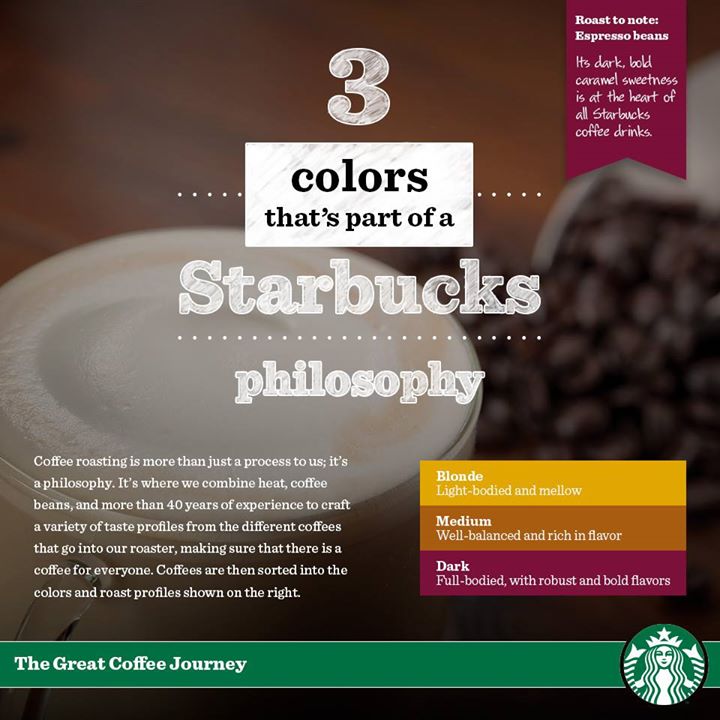 Roast to note:
Espresso beans
Its dark, bold
caramel sweetness
is at the heart of
all Starbucks
coffee drinks.
3
colors
that's part of a
Starbucks
philosophy
Coffee roasting is more than just a process to us; it's
a philosophy. It's where we combine heat, coffee
beans, and more than 40 years of experience to craft
a variety of taste profiles from the different coffees
that go into our roaster, making sure that there is a
coffee for everyone. Coffees are then sorted into the
colors and roast profiles shown on the right.
Blonde
Light-bodied and mellow
Medium
Well-balanced and rich in flavor
Dark
Full-bodied, with robust and bold flavors
The Great Coffee Journey